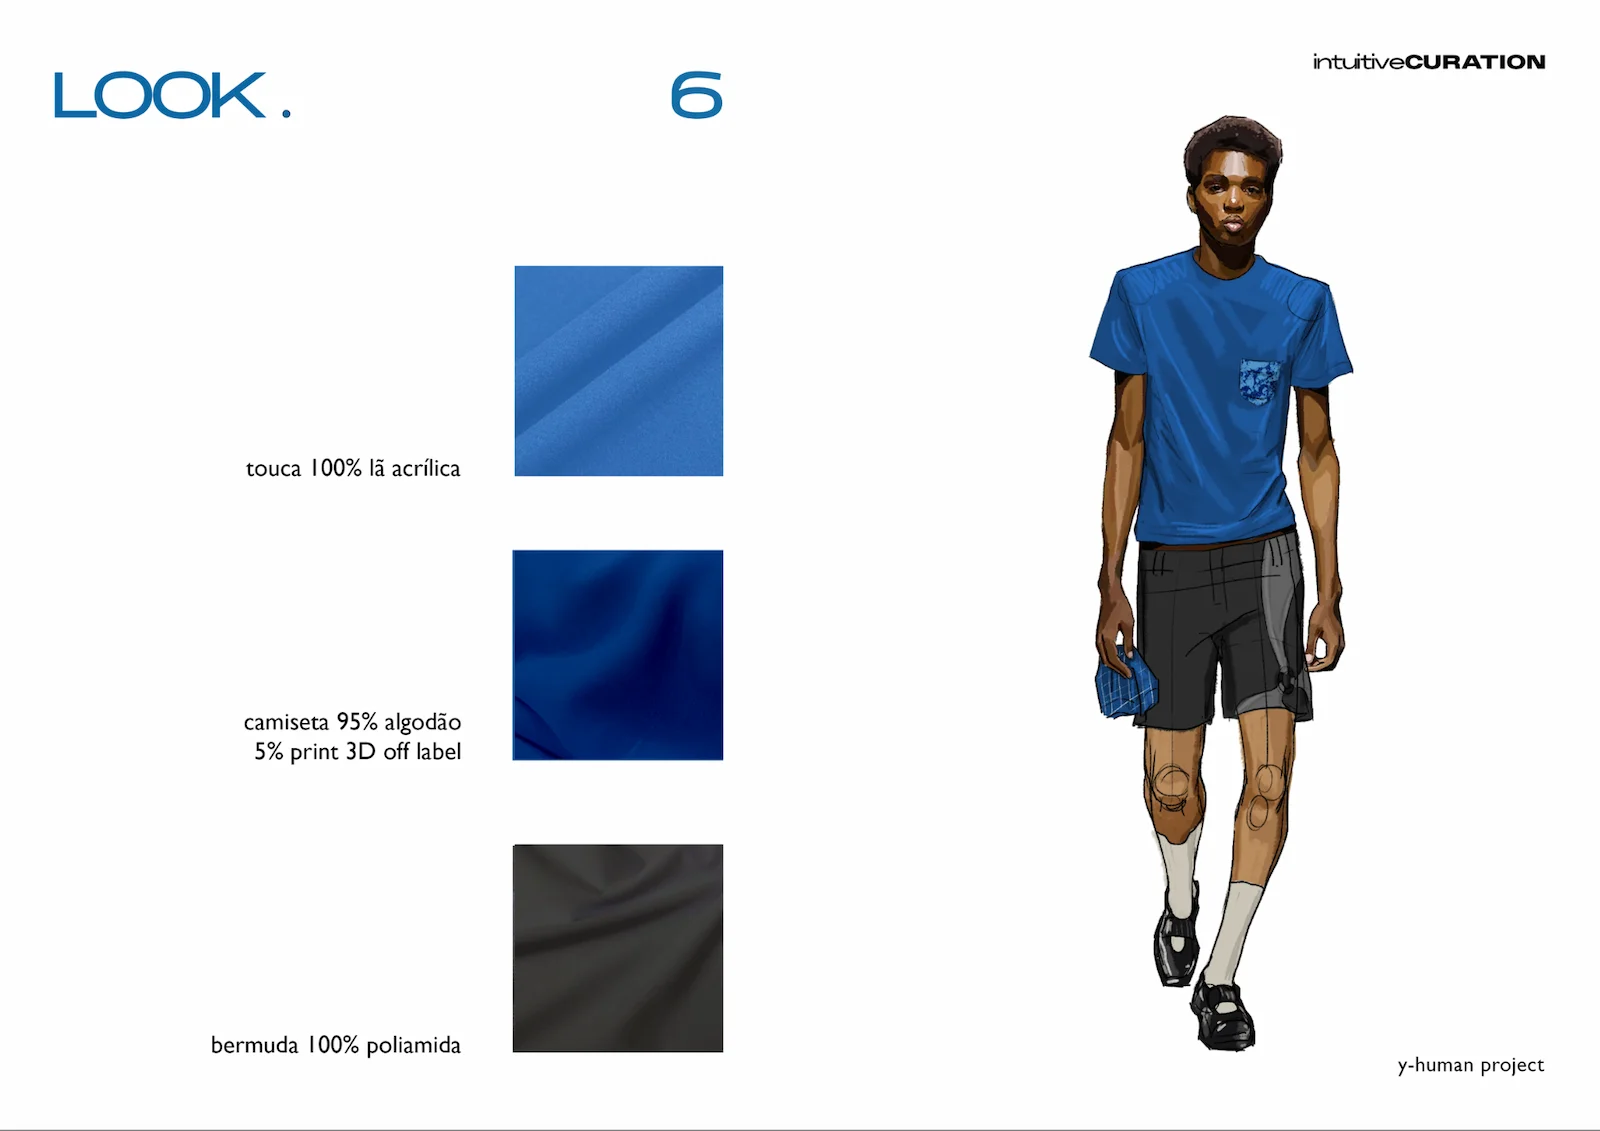 LOOK. 6
intuitiveCURATION
touca 100% lã acrílica
camiseta 95% algodão
5% print 3D off label
bermuda 100% poliamida
y-human project